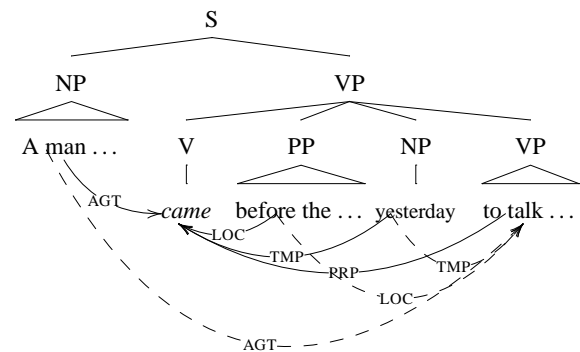 S
NP VP
A man ... V PP NP VP
came before the ... yesterday to talk ...
AGT
LOC
TMP
PRP TMP
LOC
AGT